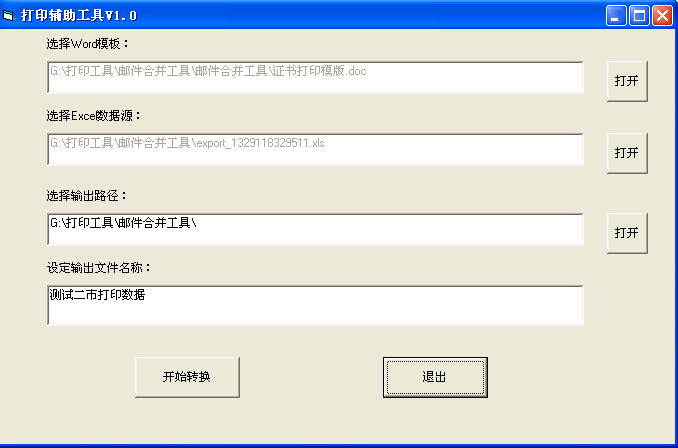 打印辅助工具V1.0
选择Word模板：
G:\打印工具\邮件合并工具\邮件合并工具\证书打印模版.doc
打开
选择Excel数据源：
G:\打印工具\邮件合并工具\export_1329118329511.xls
打开
选择输出路径：
G:\打印工具\邮件合并工具\
打开
设定输出文件名称：
测试二市打印数据
开始转换
退出